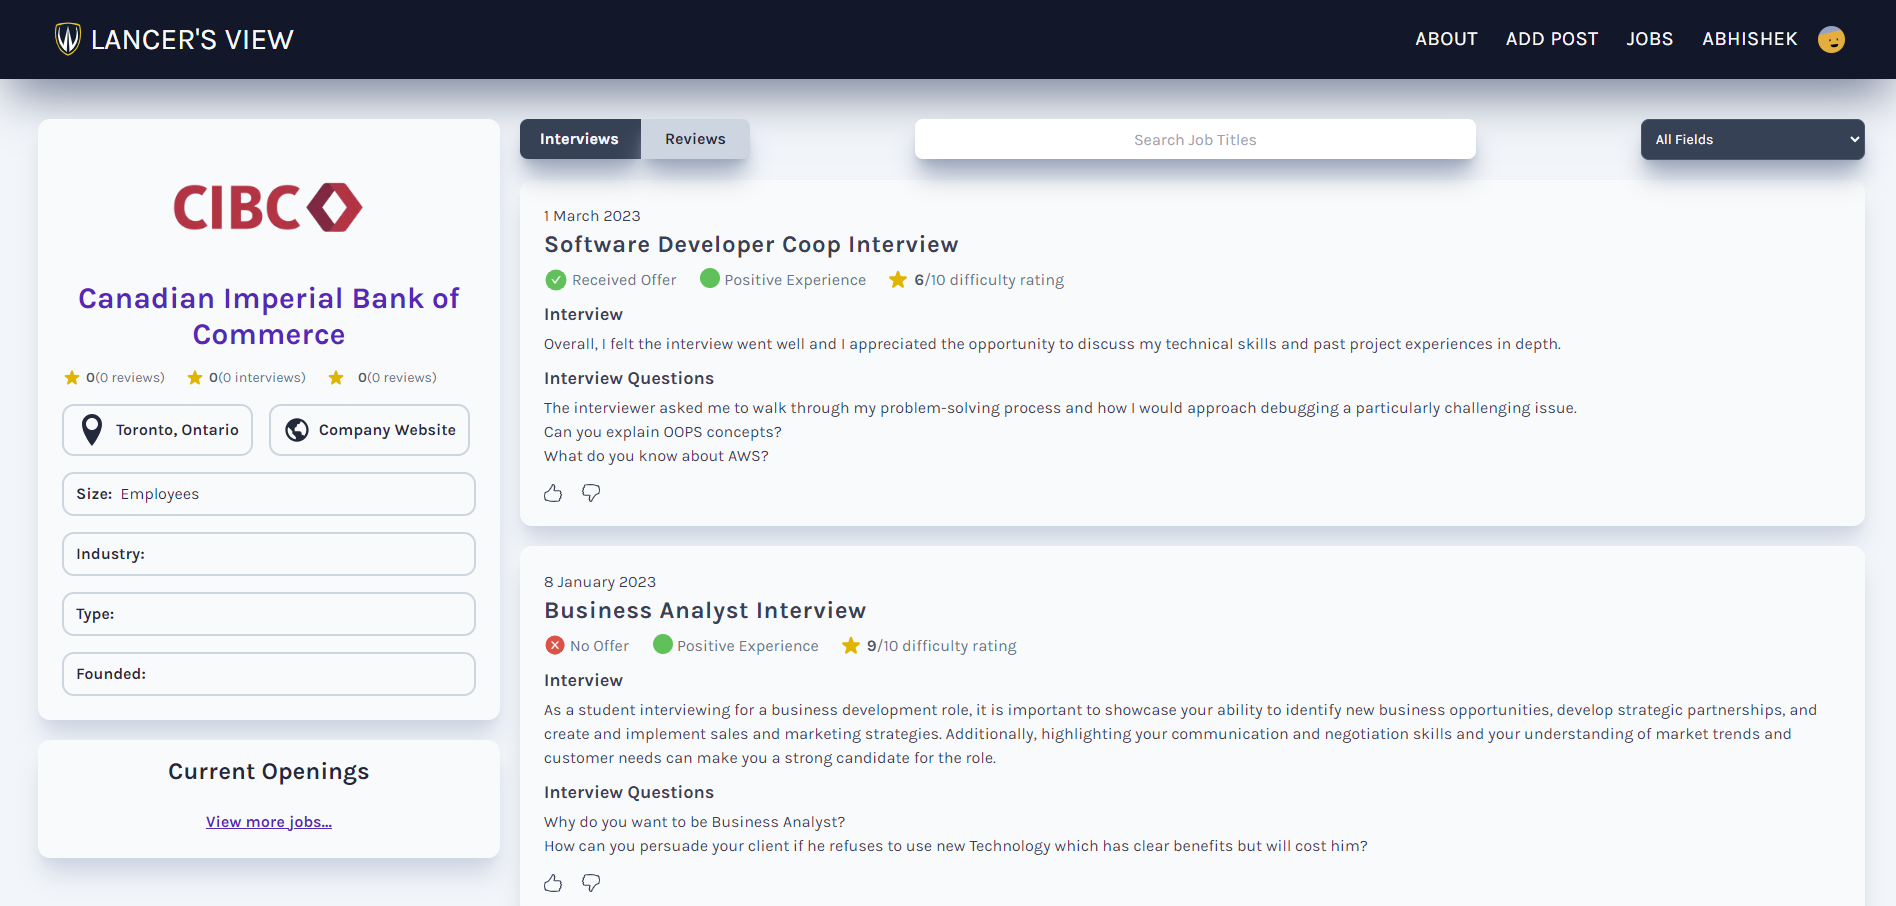 LANCER'S VIEW
ABOUT ADD POST JOBS ABHISHEK
CIBC
Canadian Imperial Bank of
Commerce
0(0 reviews) 0(0 interviews) 0(0 reviews)
Toronto, Ontario Company Website
Size: Employees
Industry:
Type:
Founded:
Current Openings
View more jobs...
Interviews Reviews Search Job Titles All Fields
1 March 2023
Software Developer Coop Interview
Received Offer Positive Experience 6/10 difficulty rating
Interview
Overall, I felt the interview went well and I appreciated the opportunity to discuss my technical skills and past project experiences in depth.
Interview Questions
The interviewer asked me to walk through my problem-solving process and how I would approach debugging a particularly challenging issue.
Can you explain OOPS concepts?
What do you know about AWS?
8 January 2023
Business Analyst Interview
No Offer Positive Experience 9/10 difficulty rating
Interview
As a student interviewing for a business development role, it is important to showcase your ability to identify new business opportunities, develop strategic partnerships, and
create and implement sales and marketing strategies. Additionally, highlighting your communication and negotiation skills and your understanding of market trends and
customer needs can make you a strong candidate for the role.
Interview Questions
Why do you want to be Business Analyst?
How can you persuade your client if he refuses to use new Technology which has clear benefits but will cost him?